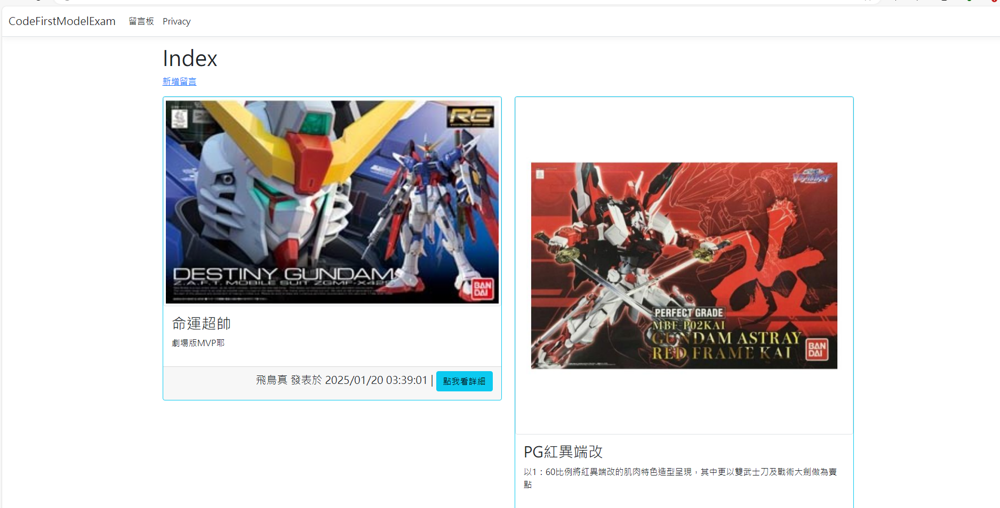 CodeFirstModelExam 留言板 Privacy
Index
新增留言
RG
DESTINY GUNDAM
Z.A.F.T. MOBILE SUIT ZGMF-X42S
BAN
DAI
命運超帥
劇場版MVP耶
飛鳥真 發表於 2025/01/20 03:39:01 | 點我看詳細
改
PERFECT GRADE
MBF-P02KAI
GUNDAM ASTRAY
RED FRAME KAI
BAN
DAI
PG紅異端改
以1：60比例將紅異端改的肌肉特色造型呈現，其中更以雙武士刀及戰術大劍做為賣
點